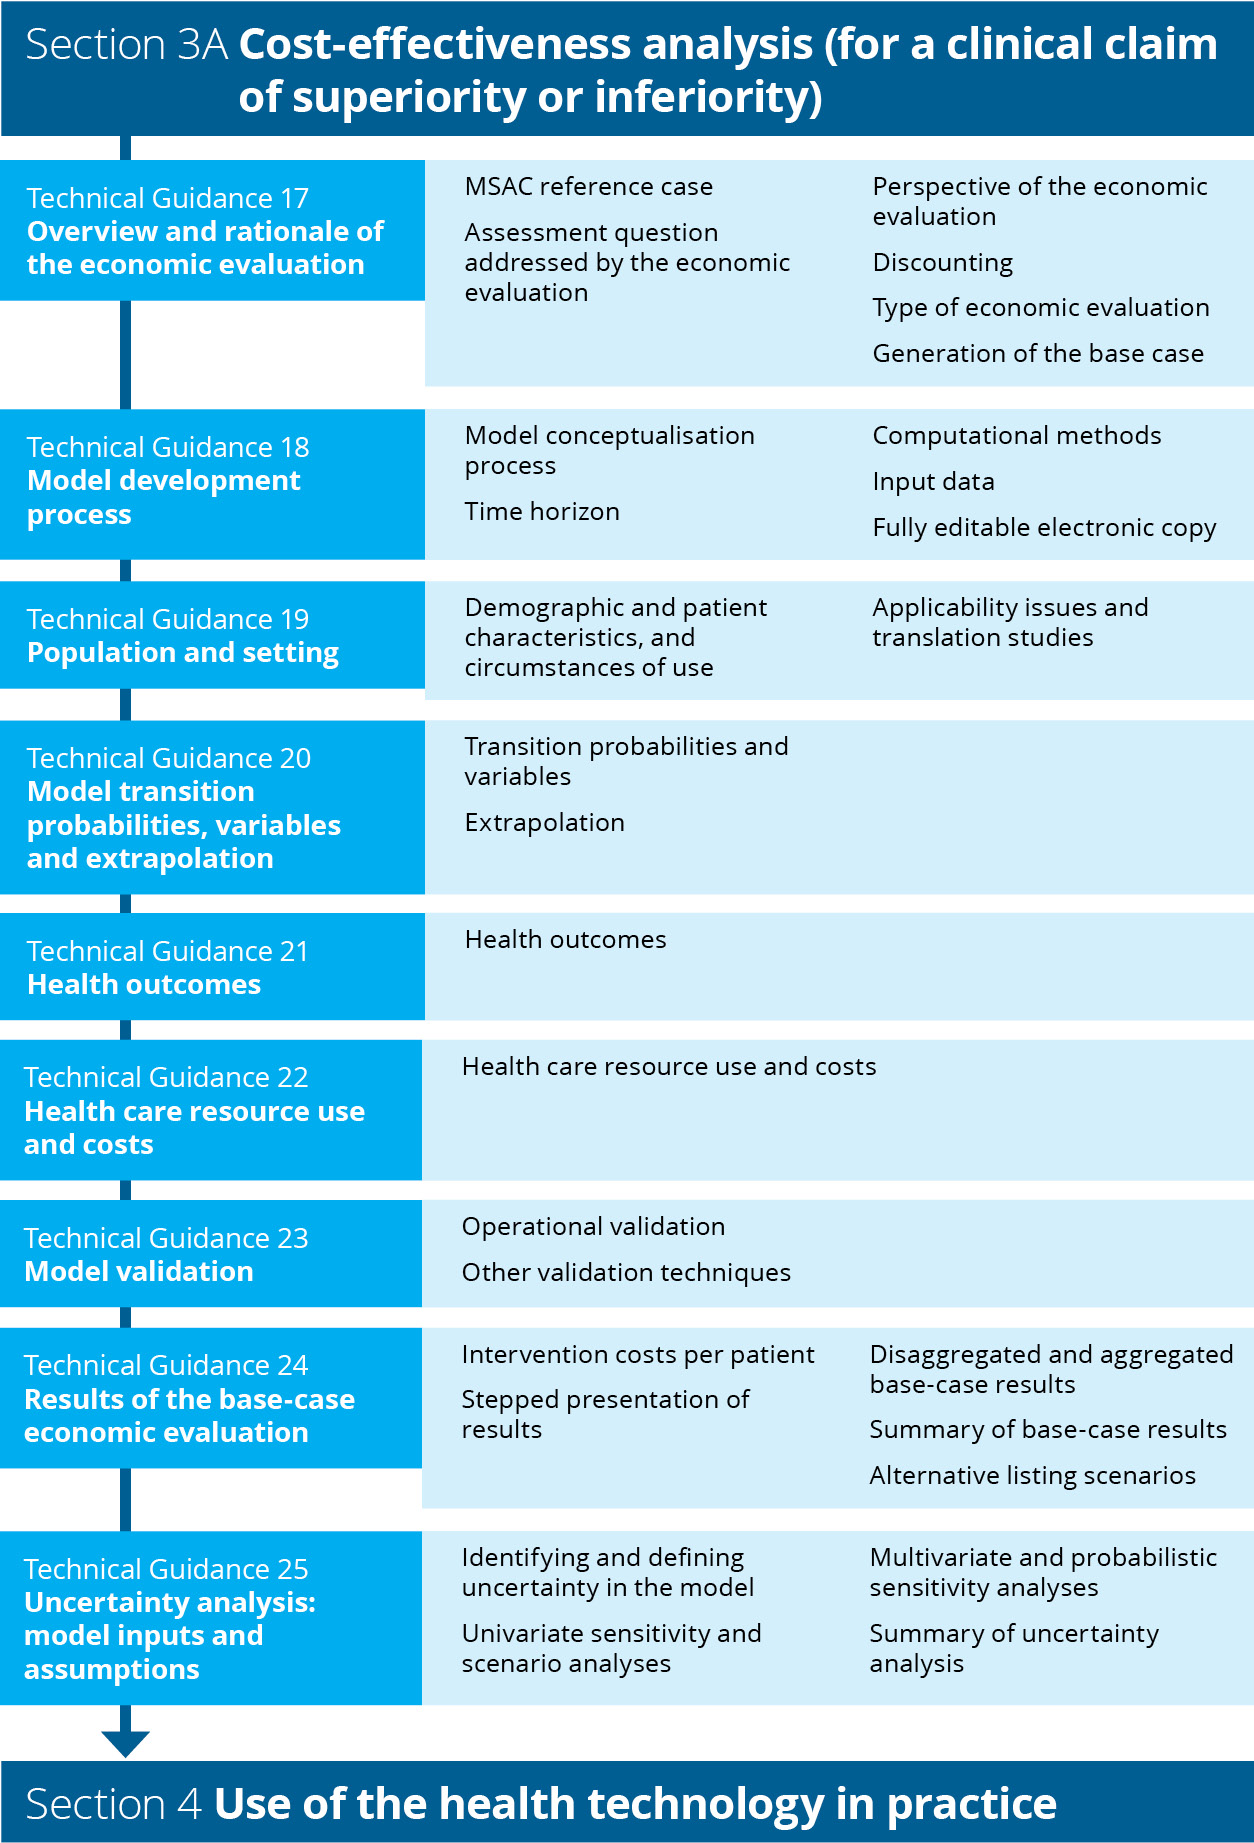 Section 3A Cost-effectiveness analysis (for a clinical claim
of superiority or inferiority)
Technical Guidance 17
Overview and rationale of
the economic evaluation
MSAC reference case
Assessment question
addressed by the economic
evaluation
Perspective of the economic
evaluation
Discounting
Type of economic evaluation
Generation of the base case
Technical Guidance 18
Model development
process
Model conceptualisation
process
Time horizon
Computational methods
Input data
Fully editable electronic copy
Technical Guidance 19
Population and setting
Demographic and patient
characteristics, and
circumstances of use
Applicability issues and
translation studies
Technical Guidance 20
Model transition
probabilities, variables
and extrapolation
Transition probabilities and
variables
Extrapolation
Technical Guidance 21
Health outcomes
Health outcomes
Technical Guidance 22
Health care resource use
and costs
Health care resource use and costs
Technical Guidance 23
Model validation
Operational validation
Other validation techniques
Technical Guidance 24
Results of the base-case
economic evaluation
Intervention costs per patient
Stepped presentation of
results
Disaggregated and aggregated
base-case results
Summary of base-case results
Alternative listing scenarios
Technical Guidance 25
Uncertainty analysis:
model inputs and
assumptions
Identifying and defining
uncertainty in the model
Univariate sensitivity and
scenario analyses
Multivariate and probabilistic
sensitivity analyses
Summary of uncertainty
analysis
Section 4 Use of the health technology in practice